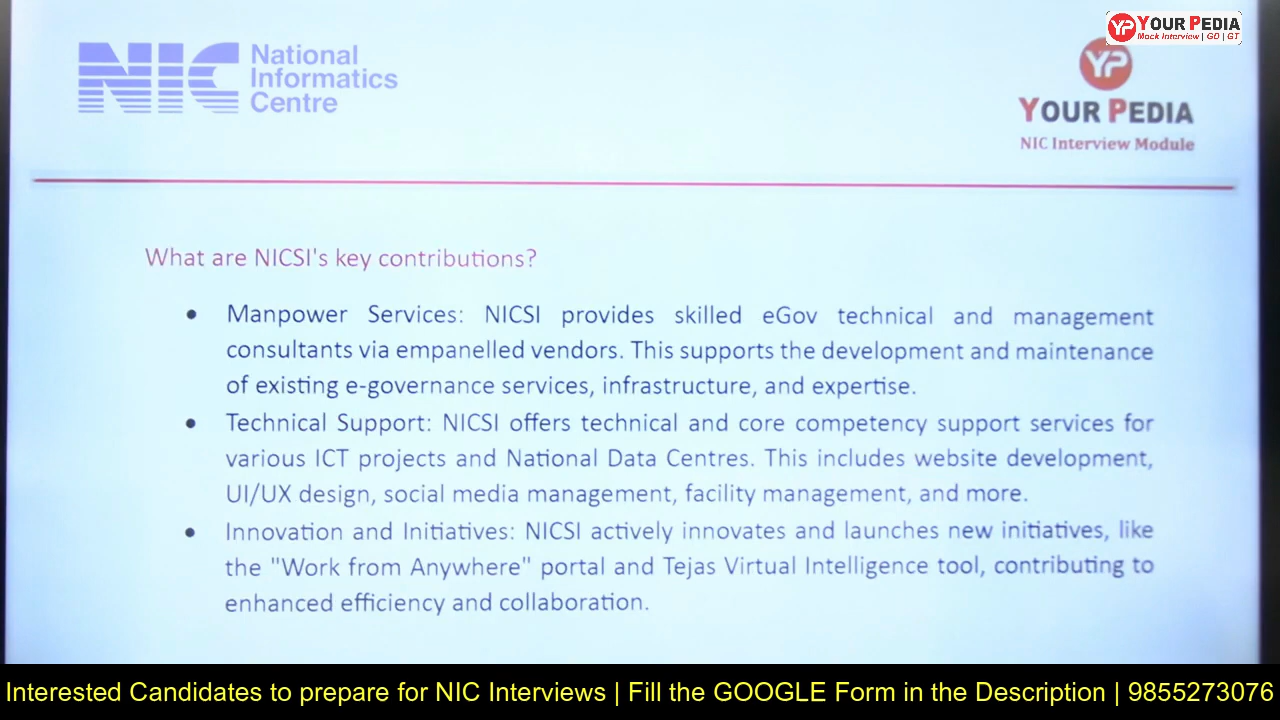 YP YOUR PEDIA
Mock Interview | GD | GT
NIC National
Informatics
Centre
YP
YOUR PEDIA
NIC Interview Module
What are NICSI's key contributions?
• Manpower Services: NICSI provides skilled eGov technical and management
consultants via empanelled vendors. This supports the development and maintenance
of existing e-governance services, infrastructure, and expertise.
• Technical Support: NICSI offers technical and core competency support services for
various ICT projects and National Data Centres. This includes website development,
UI/UX design, social media management, facility management, and more.
• Innovation and Initiatives: NICSI actively innovates and launches new initiatives, like
the "Work from Anywhere" portal and Tejas Virtual Intelligence tool, contributing to
enhanced efficiency and collaboration.
Interested Candidates to prepare for NIC Interviews | Fill the GOOGLE Form in the Description | 9855273076